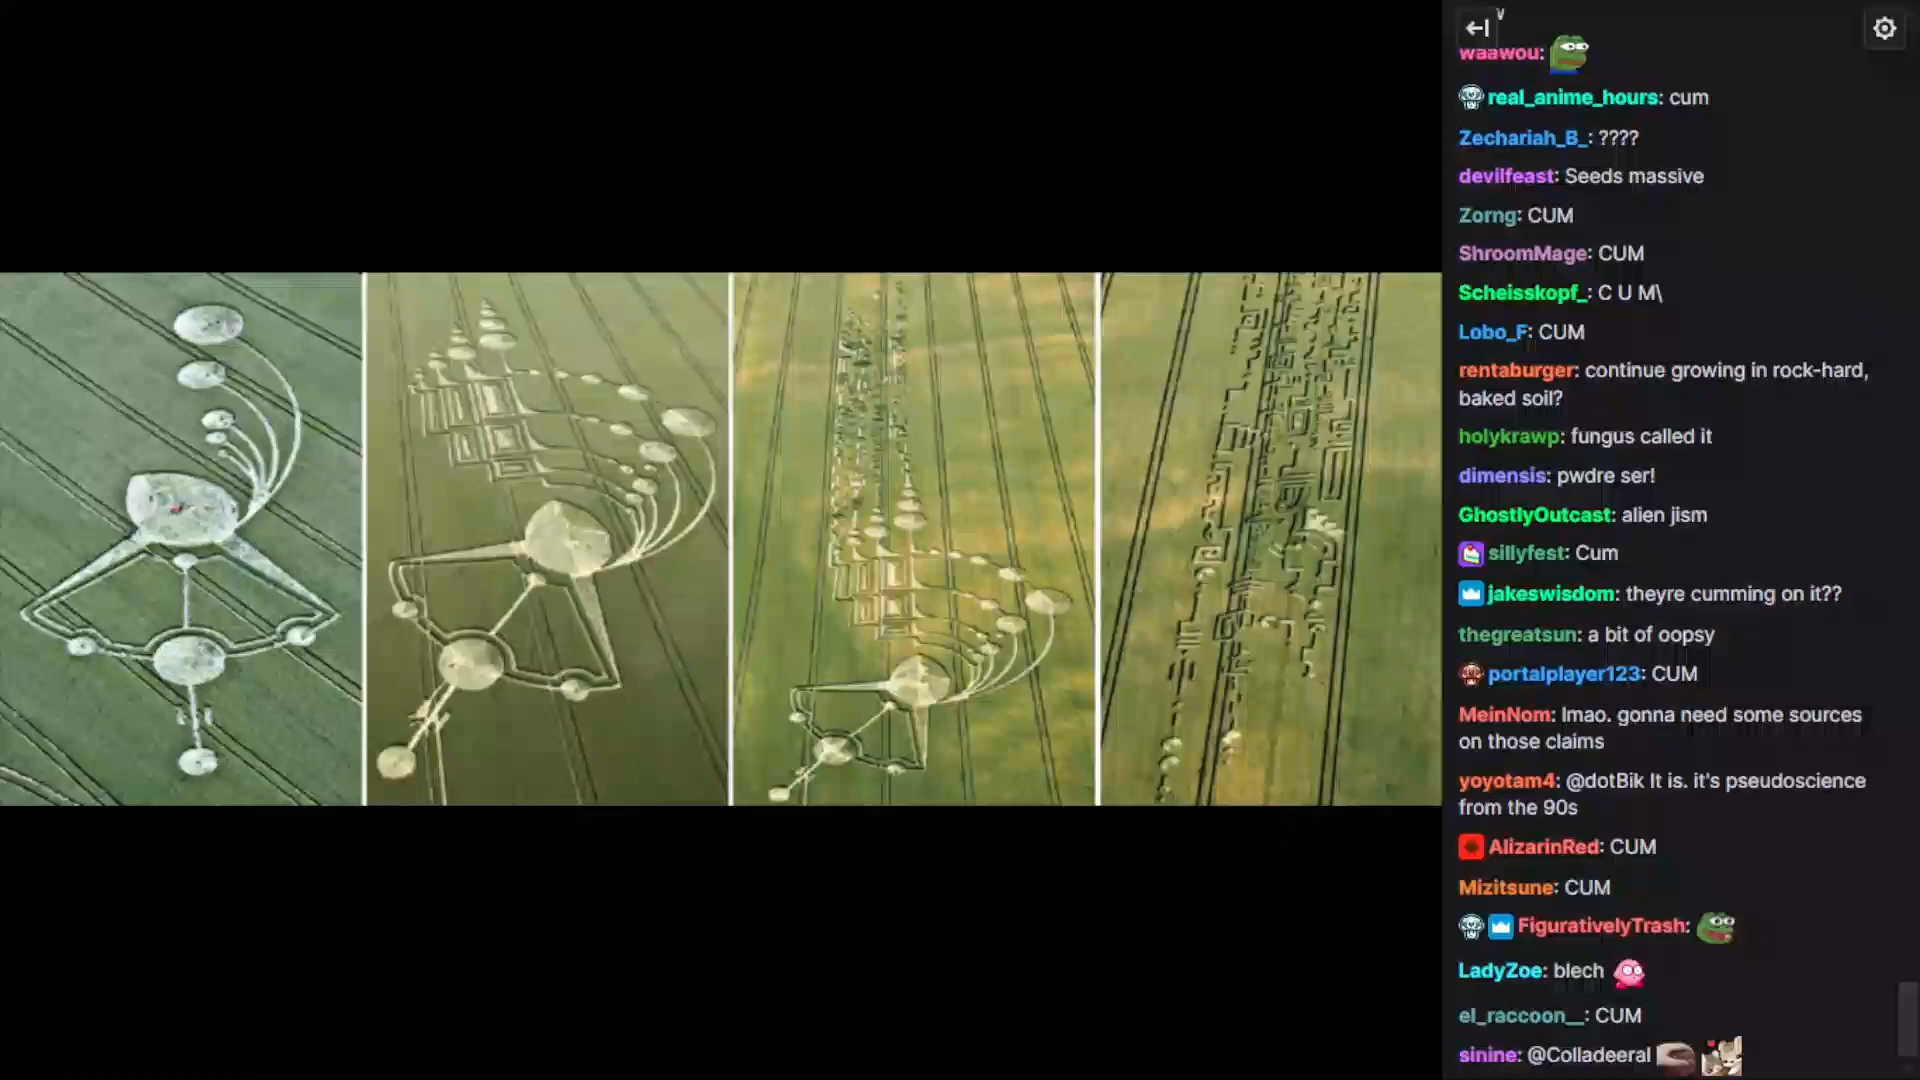 waawou:
real_anime_hours: cum
Zechariah_B_: ????
devilfeast: Seeds massive
Zorng: CUM
ShroomMage: CUM
Scheisskopf_: C U M\
Lobo_F: CUM
rentaburger: continue growing in rock-hard,
baked soil?
holykrawp: fungus called it
dimensis: pwdre ser!
GhostlyOutcast: alien jism
sillyfest: Cum
jakeswisdom: theyre cumming on it??
thegreatsun: a bit of oopsy
portalplayer123: CUM
MeinNom: lmao. gonna need some sources
on those claims
yoyotam4: @dotBik It is. it's pseudoscience
from the 90s
AlizarinRed: CUM
Mizitsune: CUM
FigurativelyTrash:
LadyZoe: blech
el_raccoon__: CUM
sinine: @Colladeeral